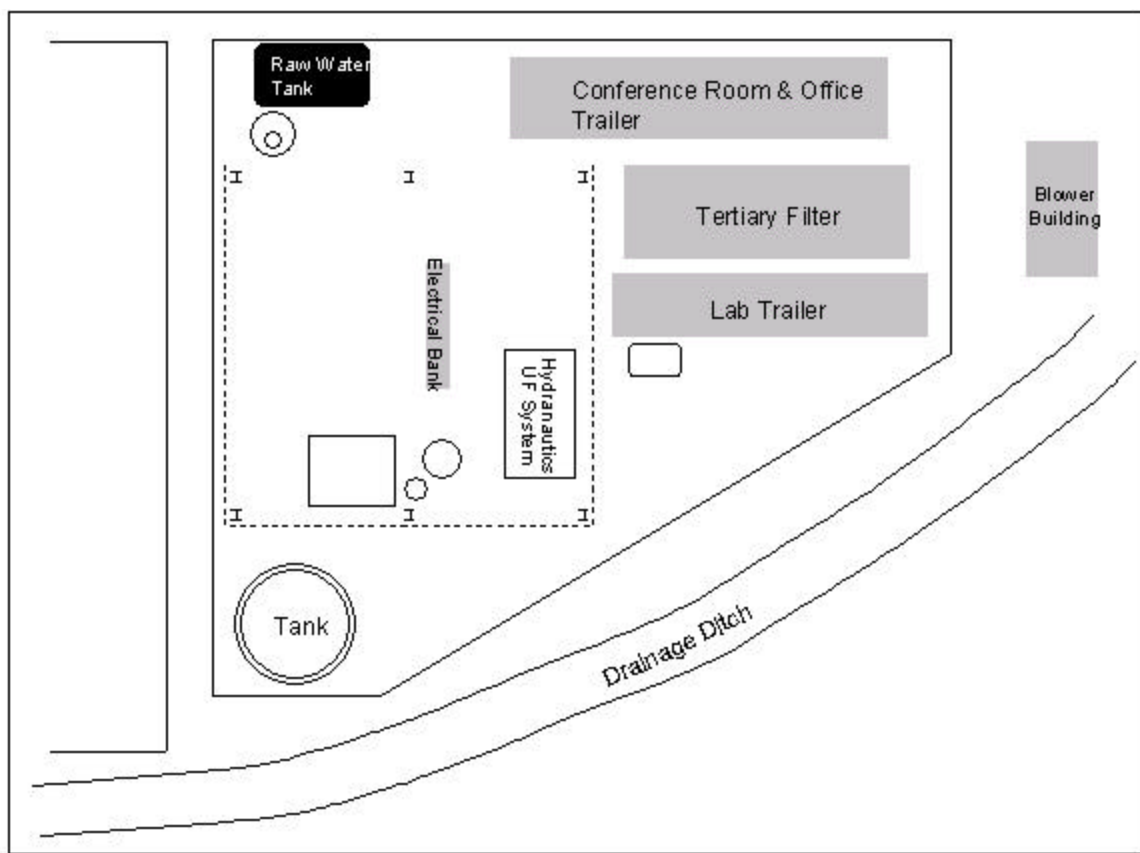 Raw Water
Tank
Conference Room & Office
Trailer
Tertiary Filter
Blower
Building
Lab Trailer
Electrical Bank
Hydranautics
UF System
Tank
Drainage Ditch